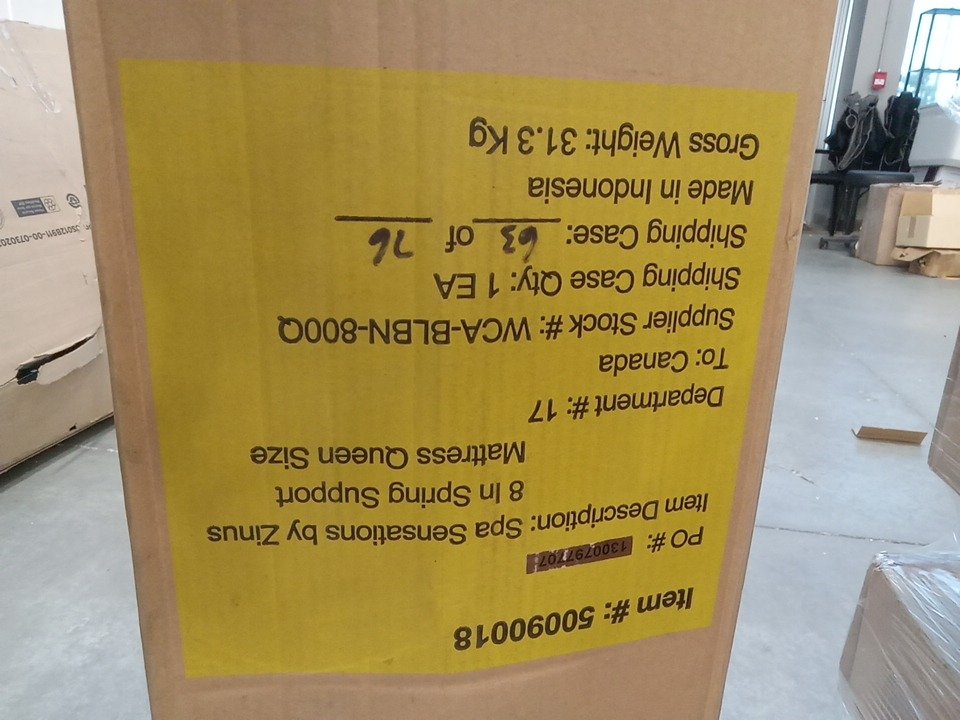 Item #: 50090018
PO #: 1300797707
Item Description: Spa Sensations by Zinus
8 In Spring Support
Mattress Queen Size
Department #: 17
To: Canada
Supplier Stock #: WCA-BLBN-800Q
Shipping Case Qty: 1 EA
Shipping Case: 63 of 76
Made in Indonesia
Gross Weight: 31.3 Kg